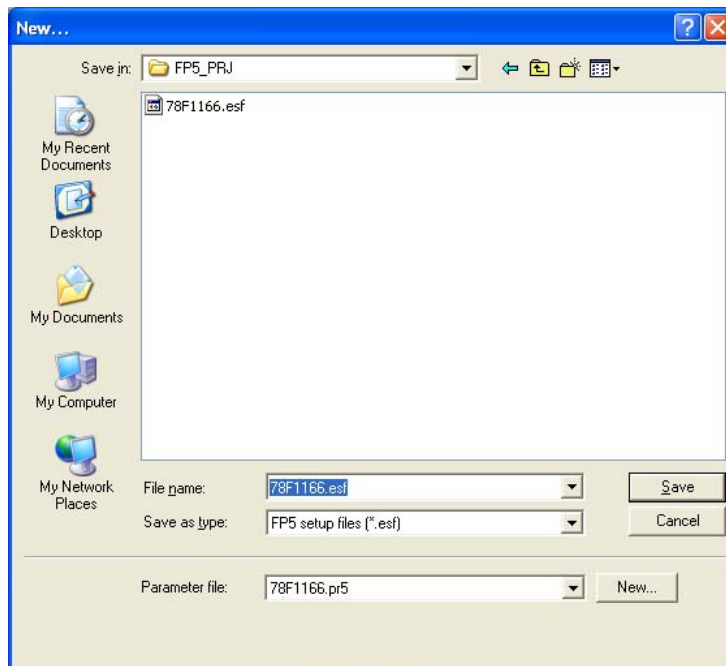 New...
Save in: FP5_PRJ
78F1166.esf
My Recent
Documents
Desktop
My Documents
My Computer
My Network
Places
File name: 78F1166.esf Save
Save as type: FP5 setup files (*.esf) Cancel
Parameter file: 78F1166.pr5 New...